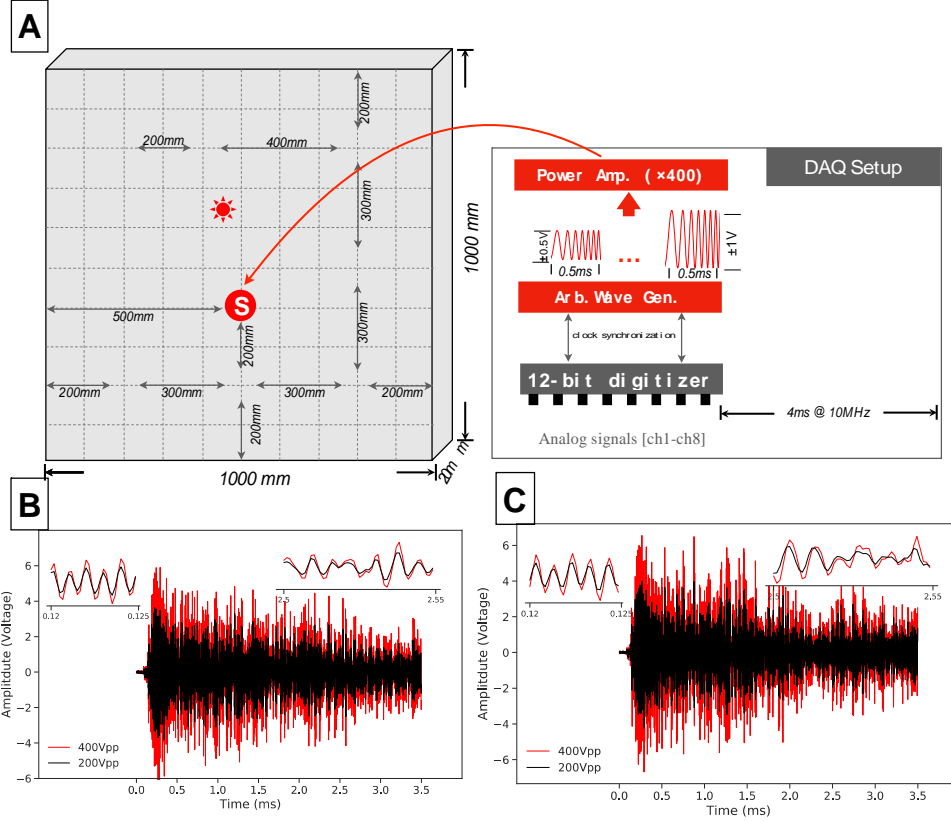 A
200mm
200mm
400mm
300mm
1000 mm
S
500mm
200mm
300mm
200mm
300mm
300mm
200mm
200mm
1000 mm
20m m
DAQ Setup
Power Amp. ( ×400)
±0.5V
±1V
...
0.5ms
0.5ms
Arb. Wave Gen.
clock synchronization
12-bit digitizer
4ms @ 10MHz
Analog signals [ch1-ch8]
B
Amplitdute (Voltage)
6
4
2
0
−2
−4
−6
0.12
0.125
2.5
2.55
400Vpp
200Vpp
0.0
0.5
1.0
1.5
2.0
2.5
3.0
3.5
Time (ms)
C
Amplitdute (Voltage)
6
4
2
0
−2
−4
−6
0.12
0.125
2.5
2.55
400Vpp
200Vpp
0.0
0.5
1.0
1.5
2.0
2.5
3.0
3.5
Time (ms)